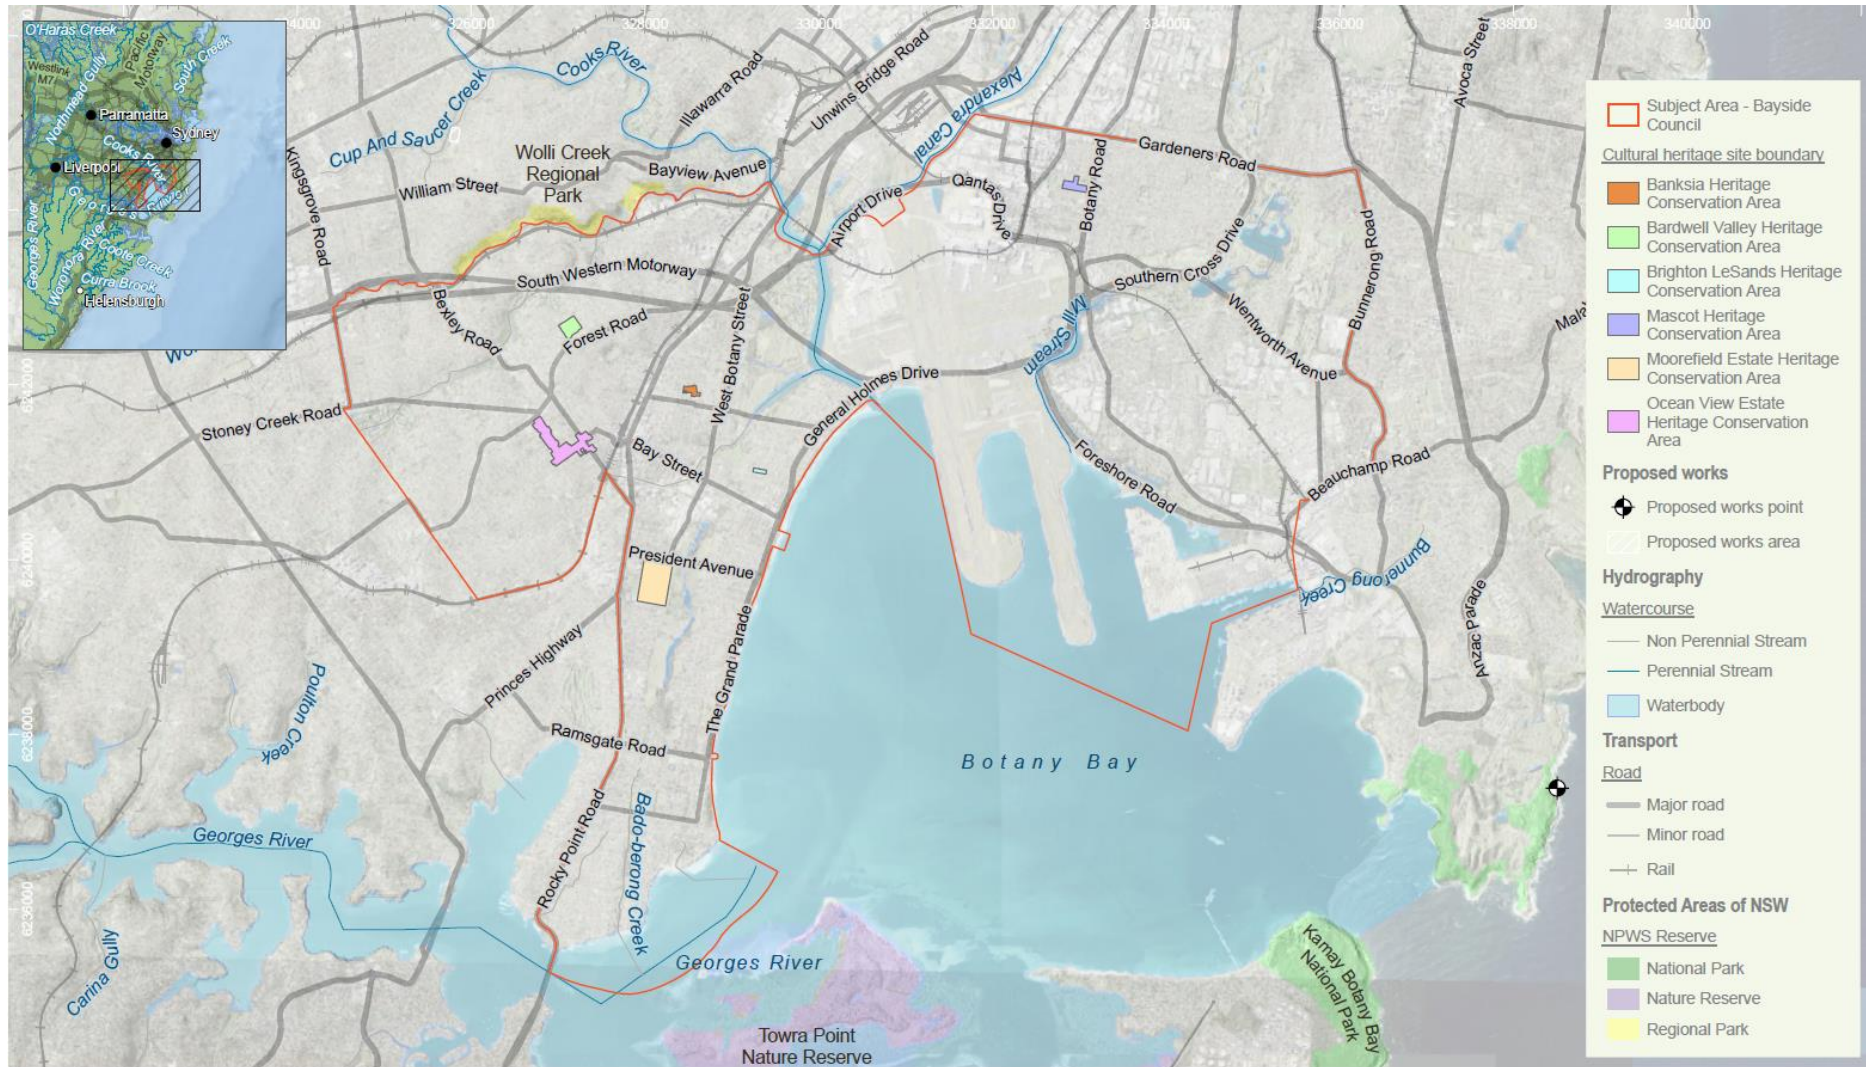 O'Haras Creek
Westlink
M7
Northmead Gully
Pacific
Motorway
South Creek
Parramatta
Sydney
Cooks River
Liverpool
Georges River
Georges River
Woronora River
Coote Creek
Curra Brook
Helensburgh
326000
328000
330000
332000
334000
336000
338000
340000
6242000
6240000
6238000
6236000
Cooks River
Cup And Saucer Creek
Illawarra Road
Unwins Bridge Road
Alexandra Canal
Avoca Street
Kingsgrove Road
William Street
Wolli Creek
Regional
Park
Bayview Avenue
Airport Drive
Qantas Drive
Botany Road
Gardeners Road
Bunnerong Road
South Western Motorway
Southern Cross Drive
Wentworth Avenue
Mill Stream
Bexley Road
Forest Road
West Botany Street
General Holmes Drive
Stoney Creek Road
Bay Street
Foreshore Road
Beauchamp Road
Bunnerong Creek
Anzac Parade
President Avenue
The Grand Parade
Princes Highway
Poulton Creek
Ramsgate Road
Rocky Point Road
Bado-berong Creek
Botany Bay
Georges River
Carina Gully
Georges River
Towra Point
Nature Reserve
Kamay Botany Bay
National Park
Subject Area - Bayside
Council
Cultural heritage site boundary
Banksia Heritage
Conservation Area
Bardwell Valley Heritage
Conservation Area
Brighton LeSands Heritage
Conservation Area
Mascot Heritage
Conservation Area
Moorefield Estate Heritage
Conservation Area
Ocean View Estate
Heritage Conservation
Area
Proposed works
Proposed works point
Proposed works area
Hydrography
Watercourse
Non Perennial Stream
Perennial Stream
Waterbody
Transport
Road
Major road
Minor road
Rail
Protected Areas of NSW
NPWS Reserve
National Park
Nature Reserve
Regional Park